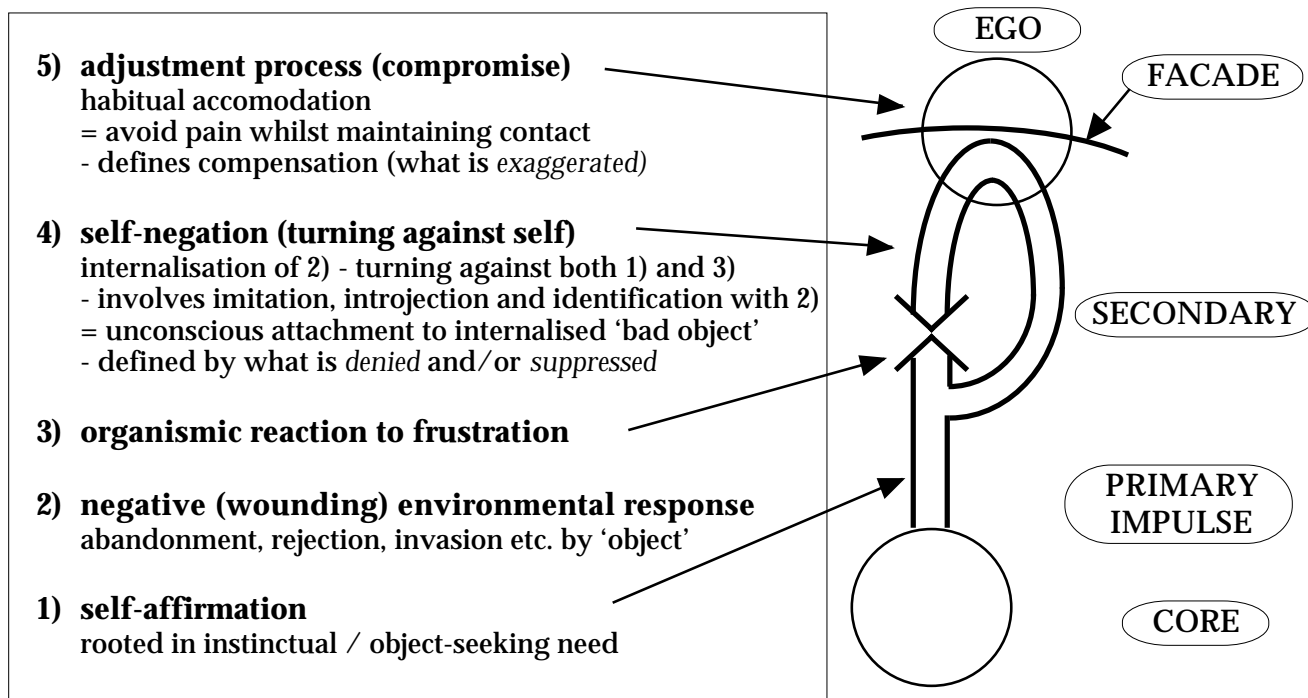 5) adjustment process (compromise)
habitual accomodation
= avoid pain whilst maintaining contact
- defines compensation (what is exaggerated)
4) self-negation (turning against self)
internalisation of 2) - turning against both 1) and 3)
- involves imitation, introjection and identification with 2)
= unconscious attachment to internalised ‘bad object’
- defined by what is denied and/or suppressed
3) organismic reaction to frustration
2) negative (wounding) environmental response
abandonment, rejection, invasion etc. by ‘object’
1) self-affirmation
rooted in instinctual / object-seeking need
EGO
FACADE
SECONDARY
PRIMARY
IMPULSE
CORE